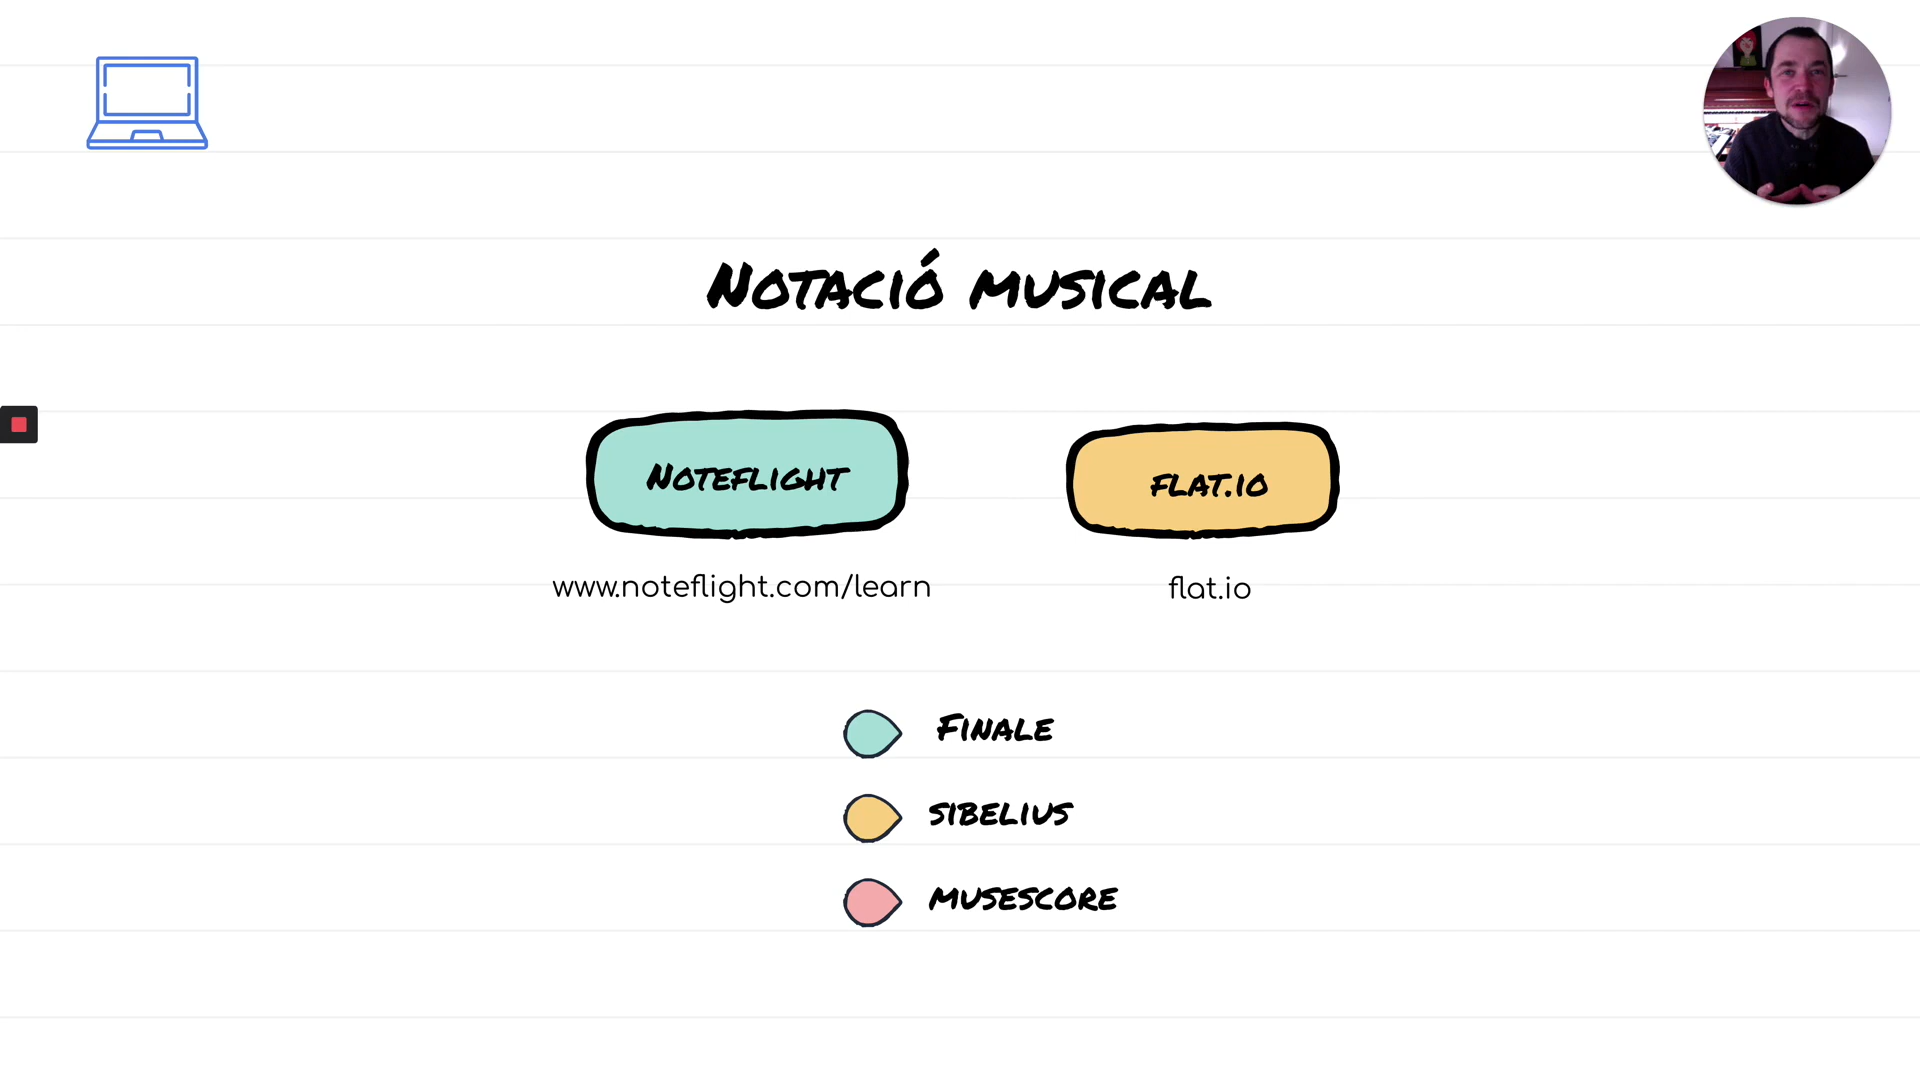 Notació musical
Noteflight
flat.io
www.noteflight.com/learn
flat.io
Finale
sibelius
musescore